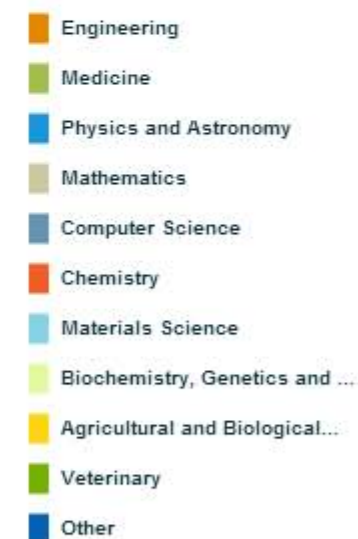 Engineering
Medicine
Physics and Astronomy
Mathematics
Computer Science
Chemistry
Materials Science
Biochemistry, Genetics and ...
Agricultural and Biological...
Veterinary
Other